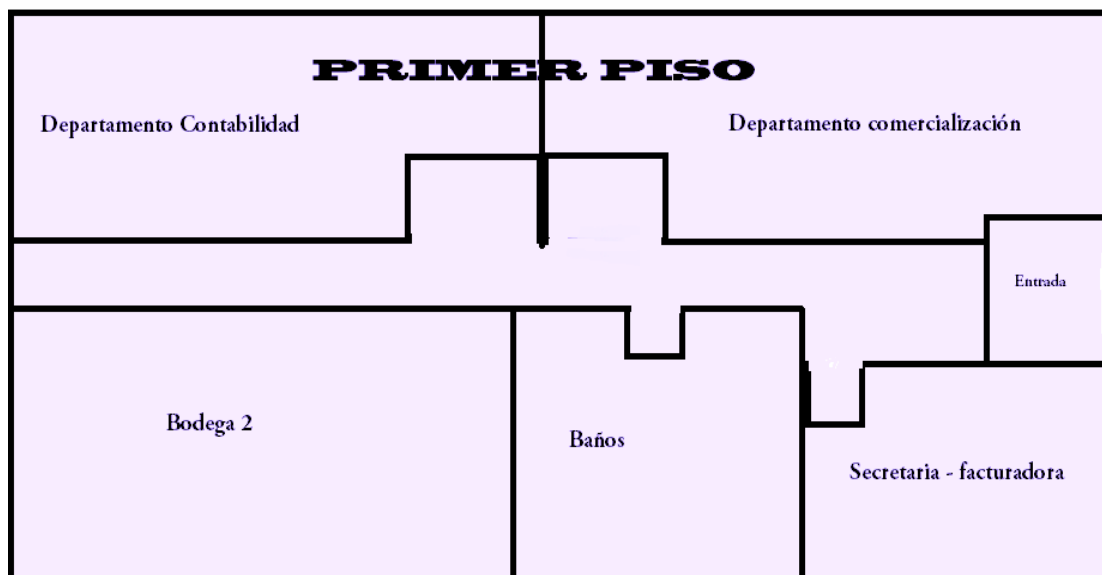 PRIMER PISO
Departamento Contabilidad
Departamento comercialización
Entrada
Bodega 2
Baños
Secretaria - facturadora